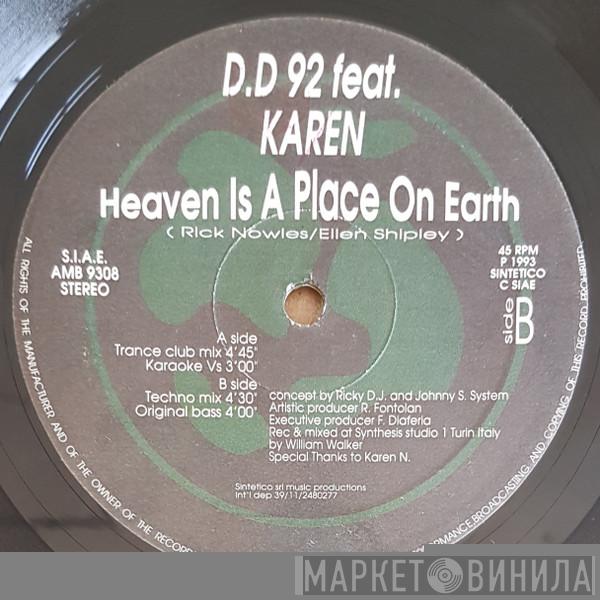 D.D 92 feat.
KAREN
Heaven Is A Place On Earth
( Rick Nowles/Ellen Shipley )
S.I.A.E.
AMB 9308
STEREO
45 RPM
P 1993
SINTETICO
C SIAE
side B
A side
Trance club mix 4'45"
Karaoke Vs 3'00"
B side
Techno mix 4'30"
Original bass 4'00"
concept by Ricky D.J. and Johnny S. System
Artistic producer R. Fontolan
Executive producer F. Diaferia
Rec & mixed at Synthesis studio 1 Turin Italy
by William Walker
Special Thanks to Karen N.
Sintetico srl music productions
Int'l dep 39/11/2480277
ALL RIGHTS OF THE MANUFACTURER AND OF THE OWNER OF THE RECORDED
PERFORMANCE BROADCASTING AND COPYING OF THIS RECORD PROHIBITED
МАРКЕТ ВИНИЛА